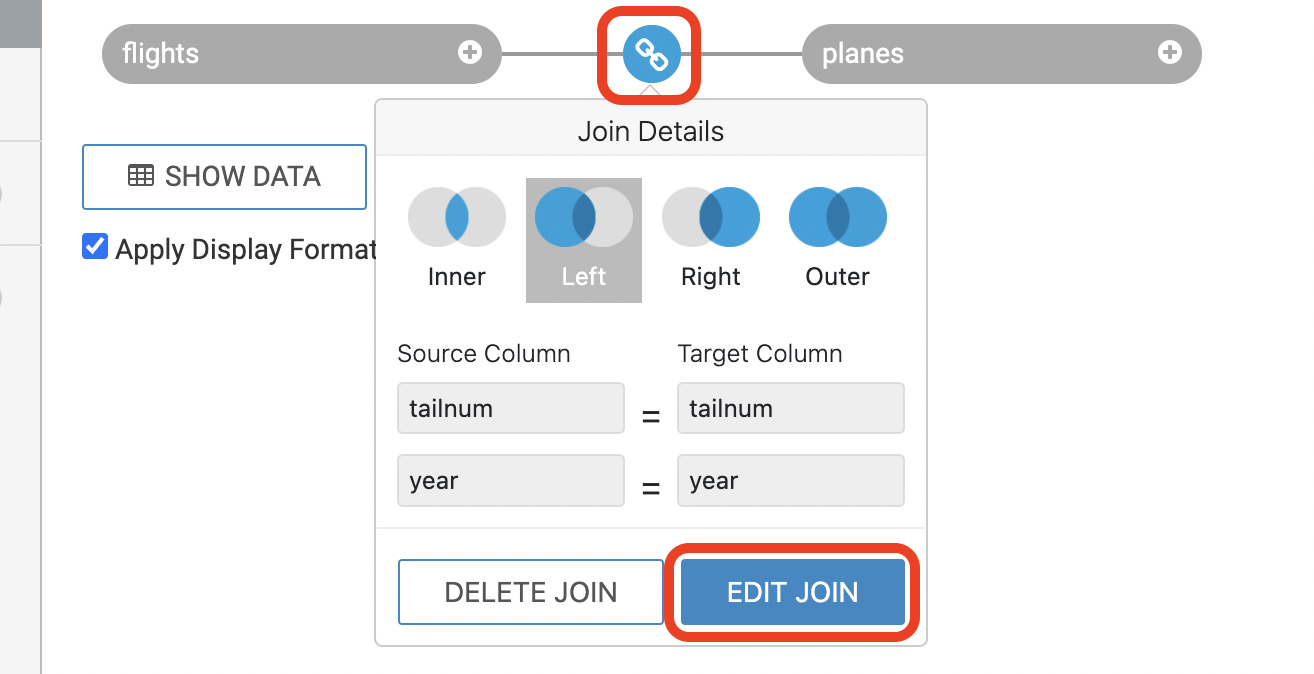 flights
planes
Join Details
SHOW DATA
Apply Display Format
Inner
Left
Right
Outer
Source Column
Target Column
tailnum = tailnum
year = year
DELETE JOIN
EDIT JOIN